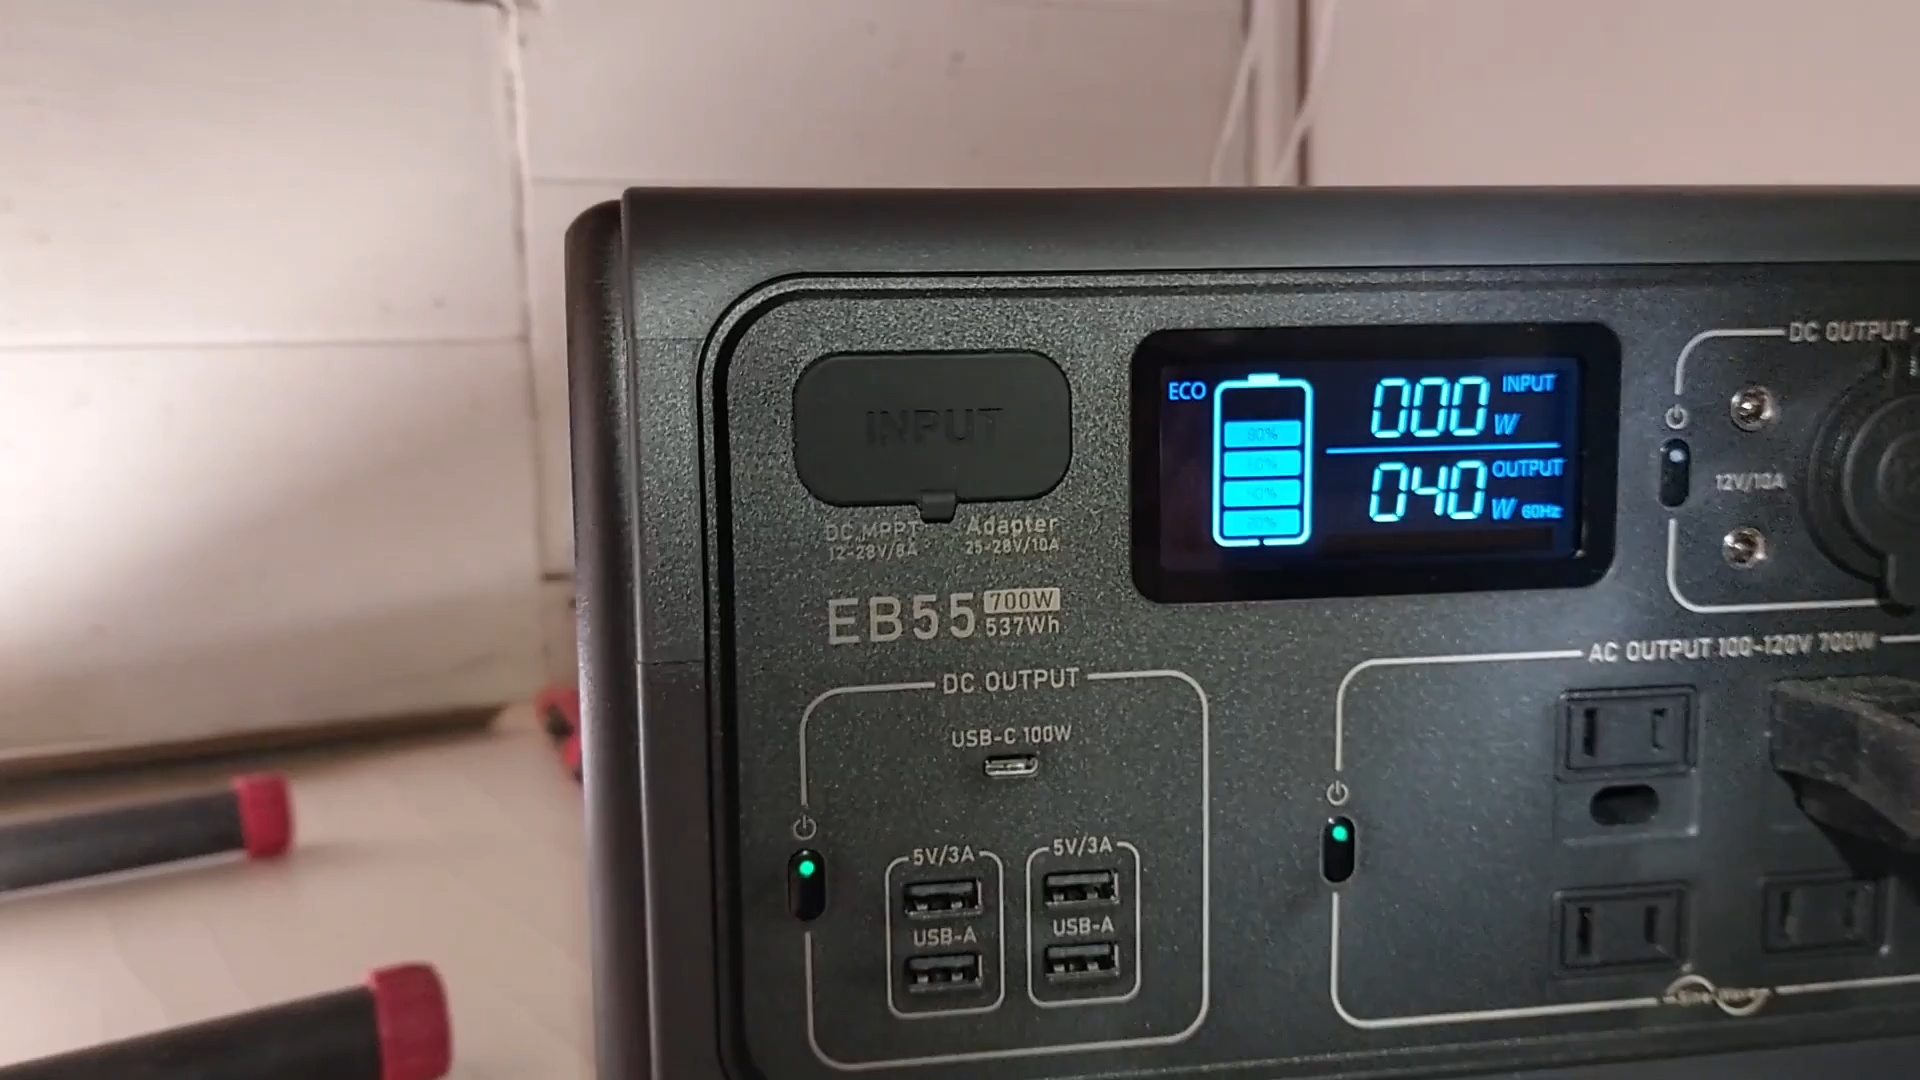 INPUT
DC MPPT
12-28V/8A
Adapter
25-28V/10A
EB55
700W
537Wh
ECO
80%
60%
40%
20%
000 W INPUT
040 W OUTPUT
60Hz
DC OUTPUT
12V/10A
DC OUTPUT
USB-C 100W
5V/3A
USB-A
5V/3A
USB-A
AC OUTPUT 100-120V 700W
Sine Wave